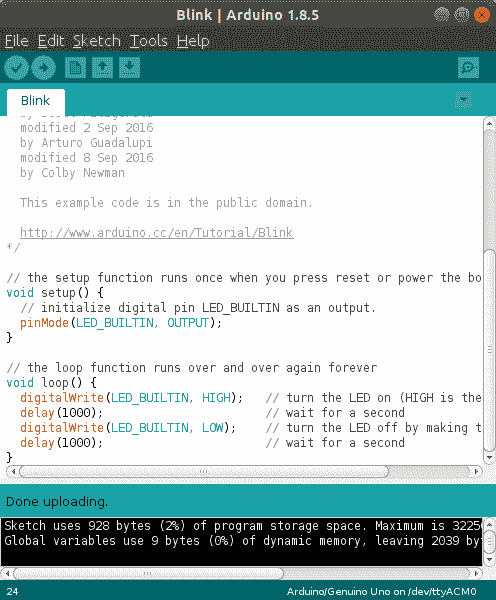 Blink | Arduino 1.8.5
File Edit Sketch Tools Help
Blink
modified 2 Sep 2016
by Arturo Guadalupi
modified 8 Sep 2016
by Colby Newman
This example code is in the public domain.
http://www.arduino.cc/en/Tutorial/Blink
*/
// the setup function runs once when you press reset or power the bo
void setup() {
// initialize digital pin LED_BUILTIN as an output.
pinMode(LED_BUILTIN, OUTPUT);
}
// the loop function runs over and over again forever
void loop() {
digitalWrite(LED_BUILTIN, HIGH);   // turn the LED on (HIGH is the
delay(1000);                       // wait for a second
digitalWrite(LED_BUILTIN, LOW);    // turn the LED off by making t
delay(1000);                       // wait for a second
}
Done uploading.
Sketch uses 928 bytes (2%) of program storage space. Maximum is 32256
Global variables use 9 bytes (0%) of dynamic memory, leaving 2039 byt
24 Arduino/Genuino Uno on /dev/ttyACM0